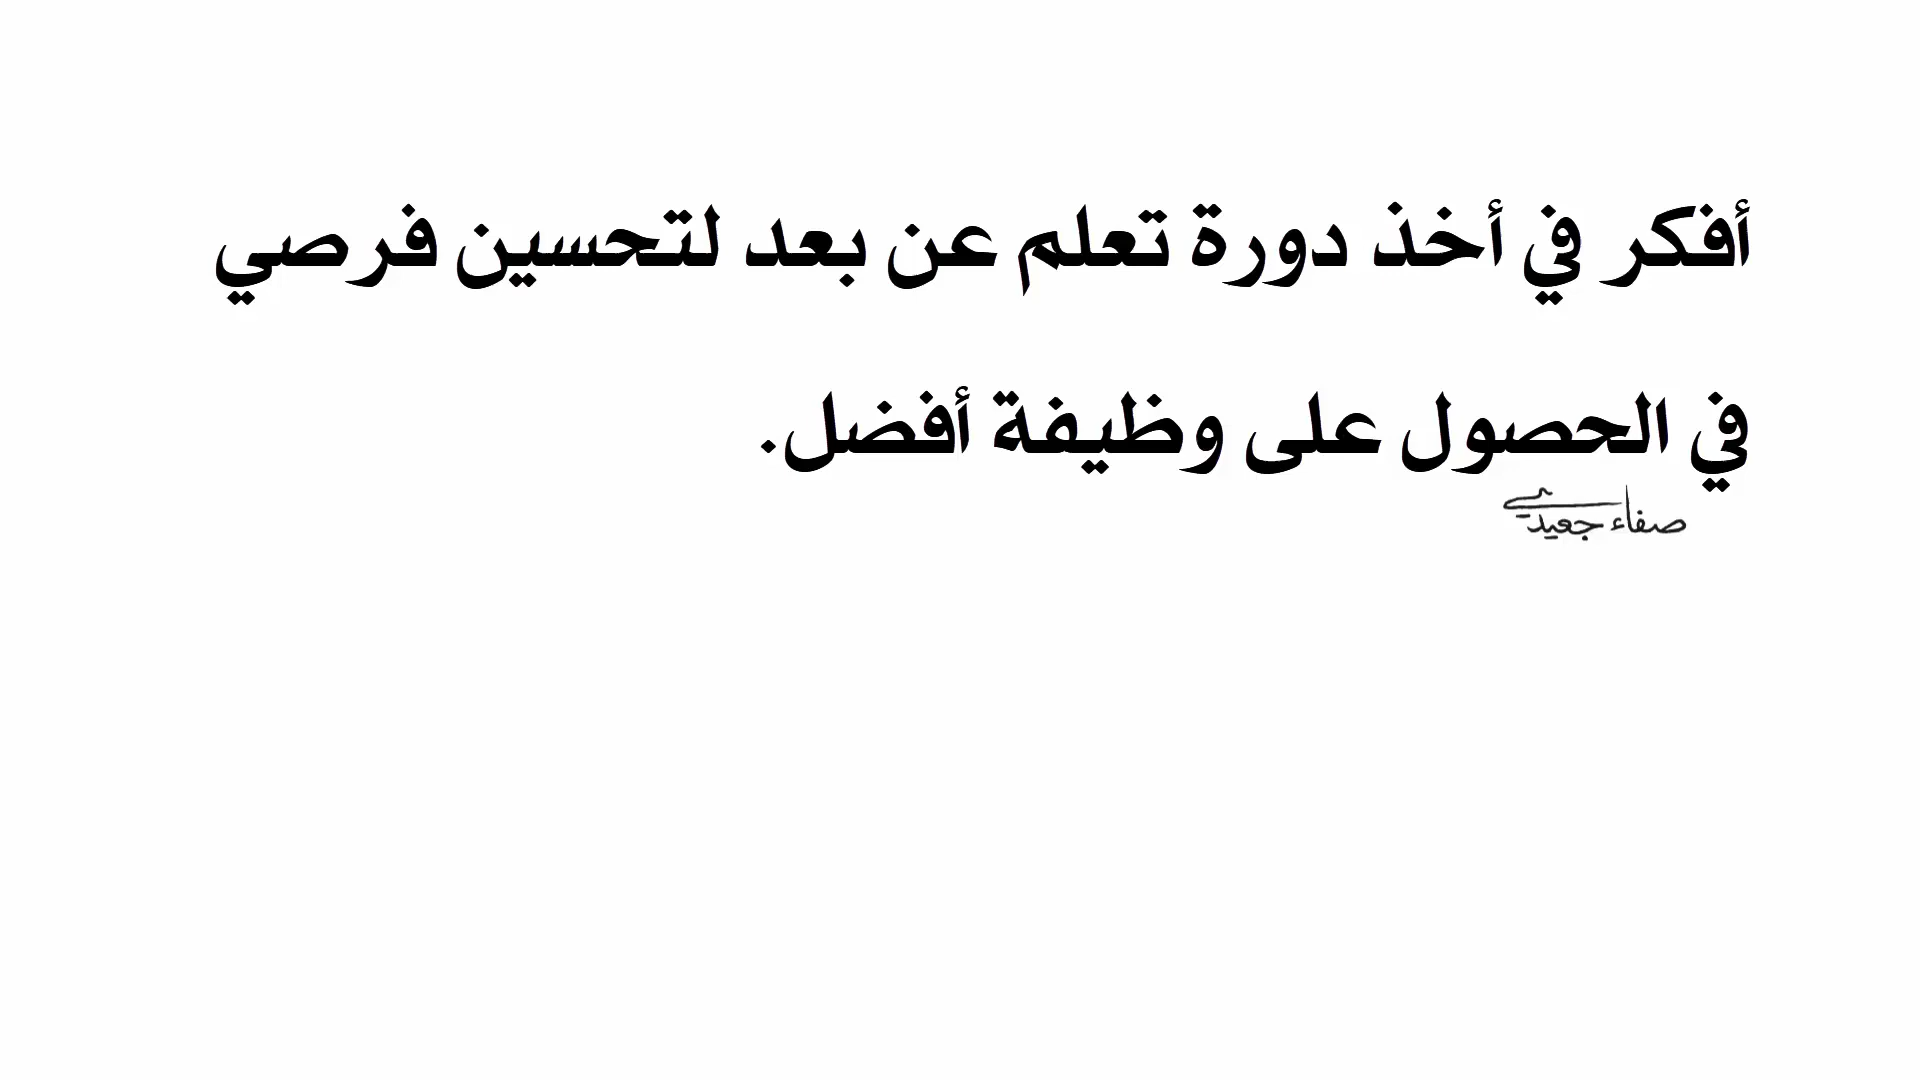 أفكر في أخذ دورة تعلم عن بعد لتحسين فرصي
في الحصول على وظيفة أفضل.
صفاء جعيدي